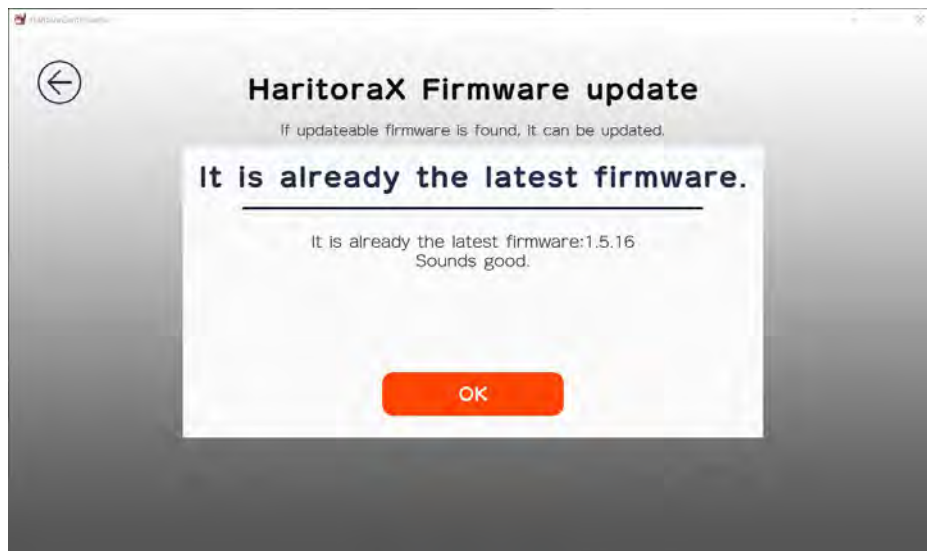 HaritoraX Firmware update
If updateable firmware is found, it can be updated.
It is already the latest firmware.
It is already the latest firmware:1.5.16
Sounds good.
OK